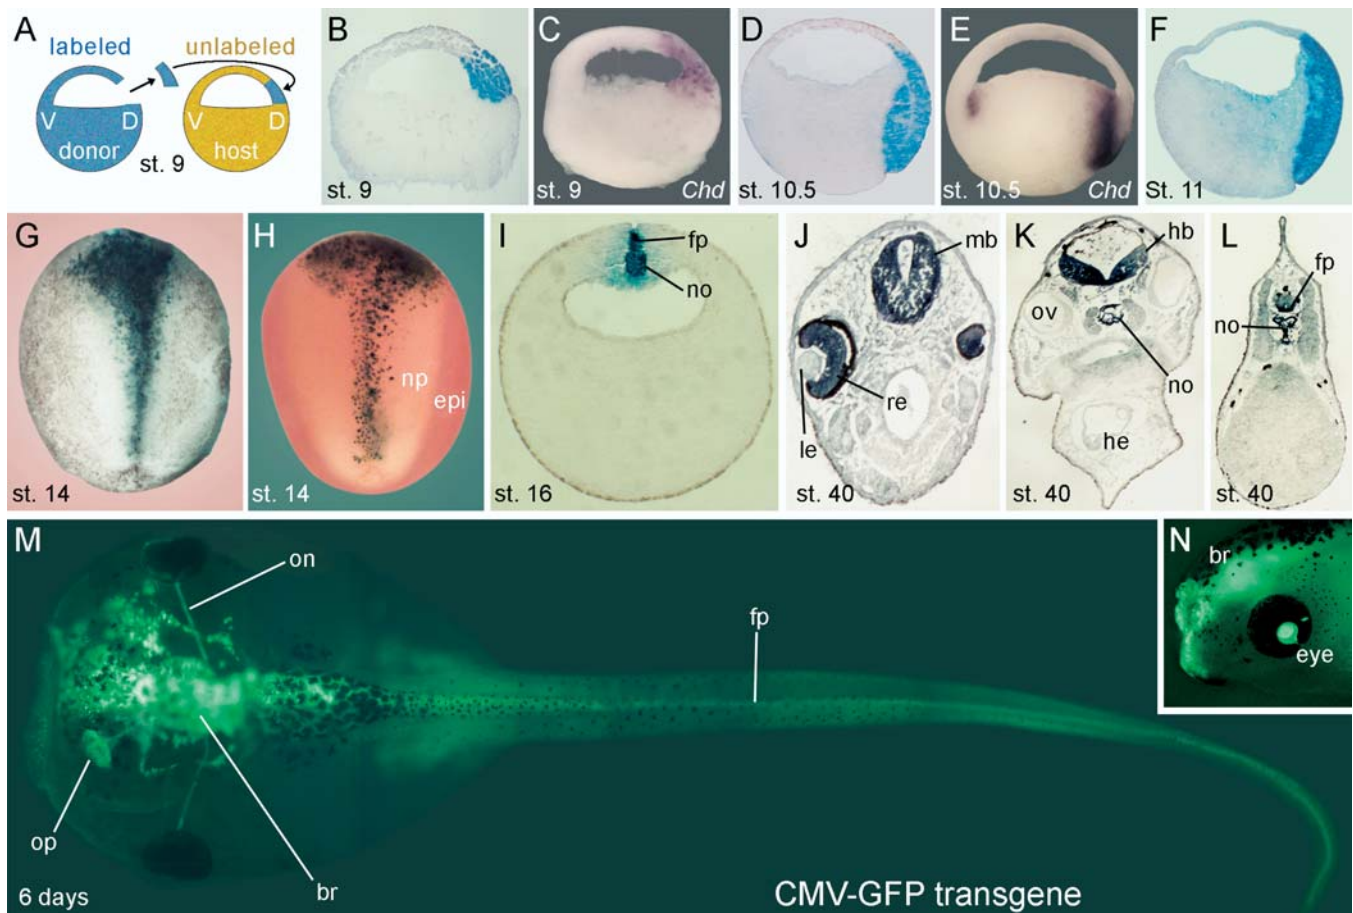 A
labeled unlabeled
V D V D
donor host
st. 9
B
st. 9
C
st. 9 Chd
D
st. 10.5
E
st. 10.5 Chd
F
St. 11
G
st. 14
H
np
epi
st. 14
I
fp
no
st. 16
J
mb
re
le
st. 40
K
hb
ov
no
he
st. 40
L
fp
no
st. 40
M
on
fp
op
br
6 days
CMV-GFP transgene
N
br
eye